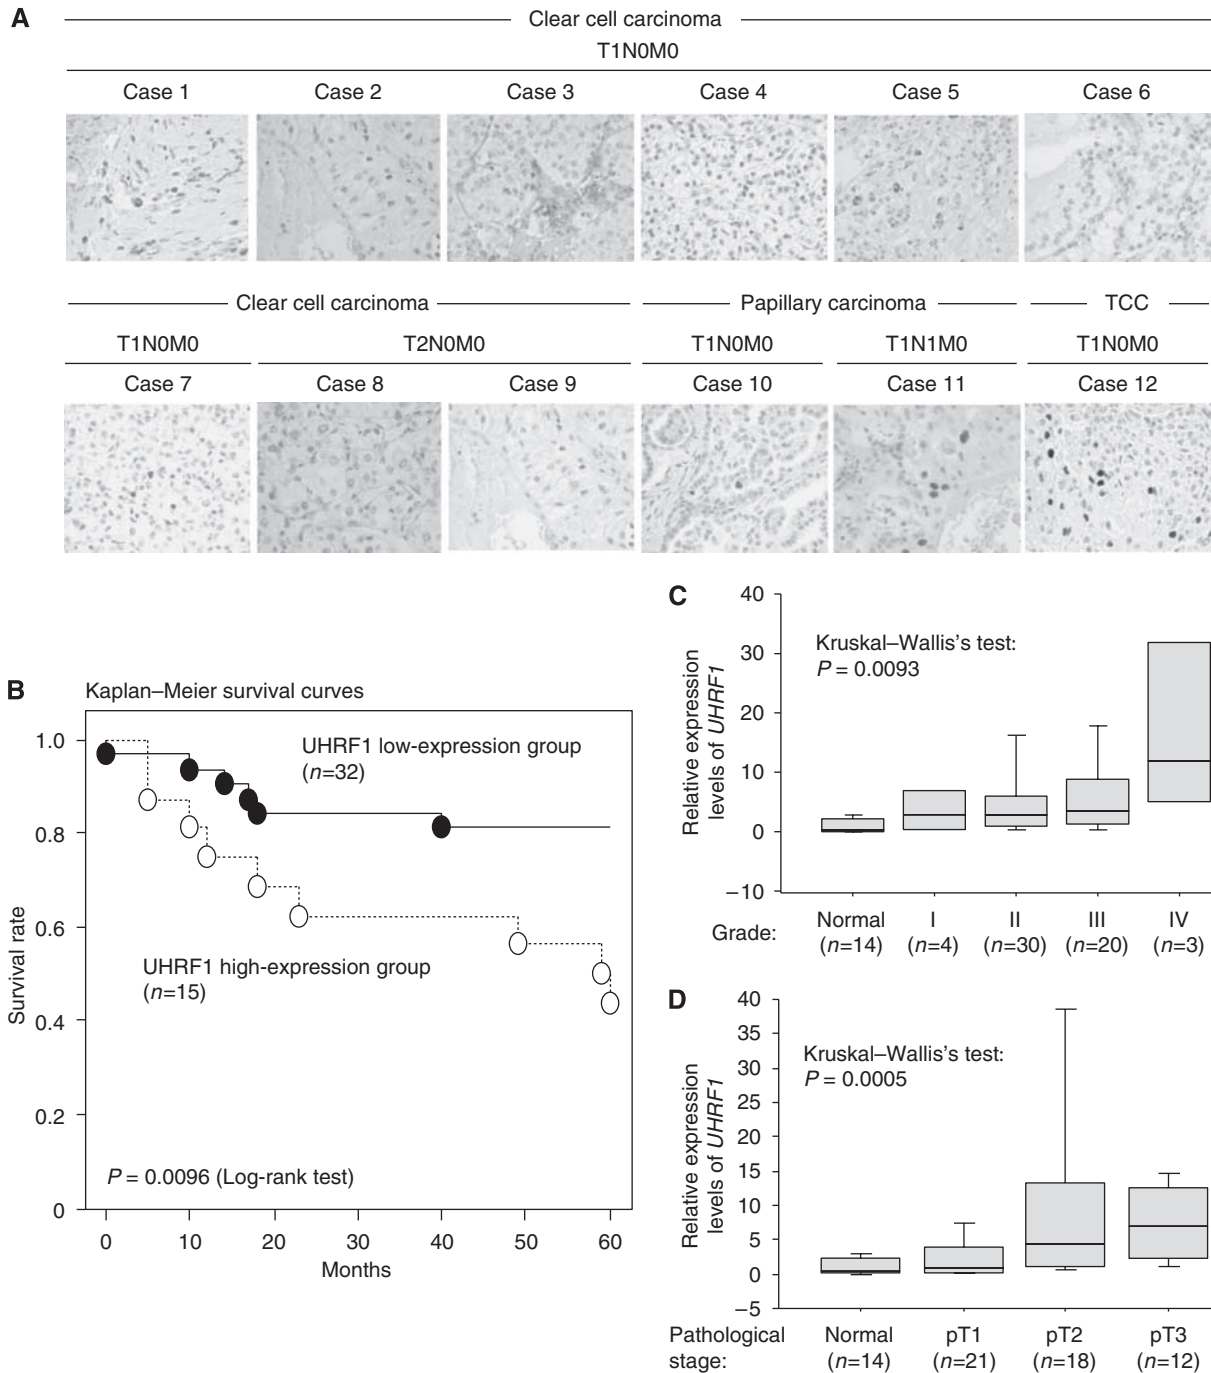 A
Clear cell carcinoma
T1N0M0
Case 1 Case 2 Case 3 Case 4 Case 5 Case 6
Clear cell carcinoma Papillary carcinoma TCC
T1N0M0 T2N0M0 T1N0M0 T1N1M0 T1N0M0
Case 7 Case 8 Case 9 Case 10 Case 11 Case 12
B
Kaplan–Meier survival curves
Survival rate
1.0
0.8
0.6
0.4
0.2
0
UHRF1 low-expression group
(n=32)
UHRF1 high-expression group
(n=15)
P = 0.0096 (Log-rank test)
0 10 20 30 40 50 60
Months
C
Relative expression
levels of UHRF1
40
30
20
10
0
–10
Kruskal–Wallis's test:
P = 0.0093
Grade:
Normal I II III IV
(n=14) (n=4) (n=30) (n=20) (n=3)
D
Relative expression
levels of UHRF1
40
35
30
25
20
15
10
5
0
–5
Kruskal–Wallis's test:
P = 0.0005
Pathological
stage:
Normal pT1 pT2 pT3
(n=14) (n=21) (n=18) (n=12)